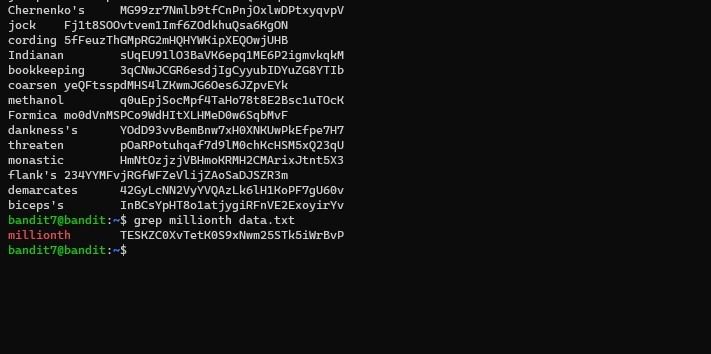 Chernenko's     MG99zr7Nmlb9tfCnPnjOxlwDPtxyqvpV
jock    Fj1t8SOOvtvem1Imf6ZOdkhuQsa6KgON
cording 5fFeuzThGMpRG2mHQHYWKipXEQOwjUHB
Indianan        sUqEU91lO3BaVK6epq1ME6P2igmvkqkM
bookkeeping     3qCNwJCGR6esdjIgCyyubIDYuZG8YTIb
coarsen yeQFtsspdMHS4lZKwmJG6Oes6JZpvEYk
methanol        q0uEpjSocMpf4TaHo78t8E2Bsc1uTOcK
Formica mo0dVnMSPCo9WdHItXLHMeD0w6SqbMvF
dankness's      YOdD93vvBemBnw7xH0XNKUwPkEfpe7H7
threaten        pOaRPotuhqaf7d9lM0chKcHSM5xQ23qU
monastic        HmNtOzjzjVBHmoKRMH2CMArixJtnt5X3
flank's 234YYMFvjRGfWFZeVlijZAoSaDJSZR3m
demarcates      42GyLcNN2VyYVQAzLk6lH1KoPF7gU60v
biceps's        InBCsYpHT8o1atjygiRFnVE2ExoyirYv
bandit7@bandit:~$ grep millionth data.txt
millionth       TESKZC0XvTetK0S9xNwm25STk5iWrBvP
bandit7@bandit:~$